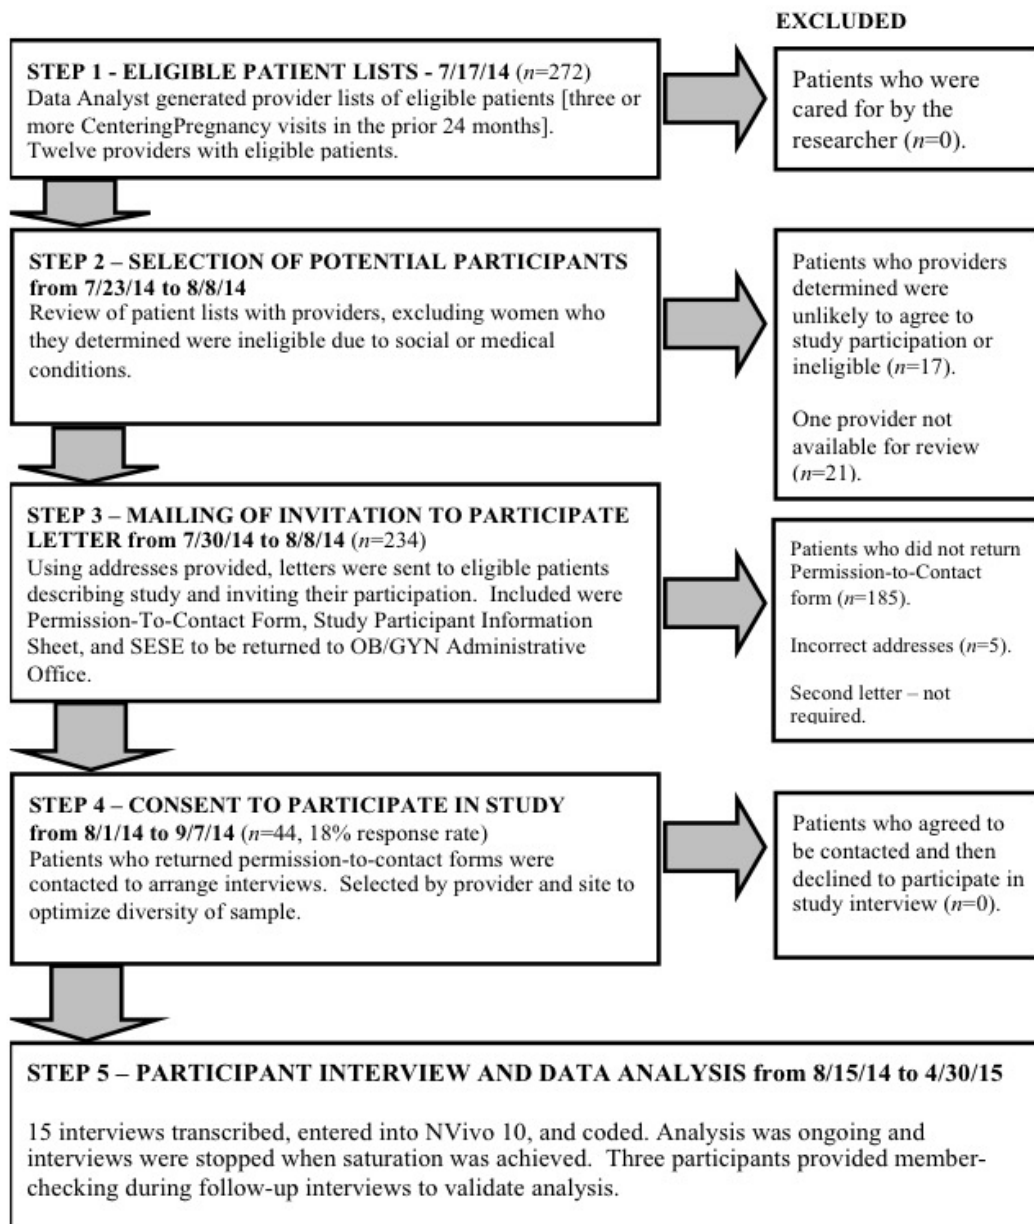 EXCLUDED
STEP 1 - ELIGIBLE PATIENT LISTS - 7/17/14 (n=272)
Data Analyst generated provider lists of eligible patients [three or
more CenteringPregnancy visits in the prior 24 months].
Twelve providers with eligible patients.
Patients who were
cared for by the
researcher (n=0).
STEP 2 – SELECTION OF POTENTIAL PARTICIPANTS
from 7/23/14 to 8/8/14
Review of patient lists with providers, excluding women who
they determined were ineligible due to social or medical
conditions.
Patients who providers
determined were
unlikely to agree to
study participation or
ineligible (n=17).
One provider not
available for review
(n=21).
STEP 3 – MAILING OF INVITATION TO PARTICIPATE
LETTER from 7/30/14 to 8/8/14 (n=234)
Using addresses provided, letters were sent to eligible patients
describing study and inviting their participation.  Included were
Permission-To-Contact Form, Study Participant Information
Sheet, and SESE to be returned to OB/GYN Administrative
Office.
Patients who did not return
Permission-to-Contact
form (n=185).
Incorrect addresses (n=5).
Second letter – not
required.
STEP 4 – CONSENT TO PARTICIPATE IN STUDY
from 8/1/14 to 9/7/14 (n=44, 18% response rate)
Patients who returned permission-to-contact forms were
contacted to arrange interviews.  Selected by provider and site to
optimize diversity of sample.
Patients who agreed to
be contacted and then
declined to participate in
study interview (n=0).
STEP 5 – PARTICIPANT INTERVIEW AND DATA ANALYSIS from 8/15/14 to 4/30/15
15 interviews transcribed, entered into NVivo 10, and coded. Analysis was ongoing and
interviews were stopped when saturation was achieved.  Three participants provided member-
checking during follow-up interviews to validate analysis.